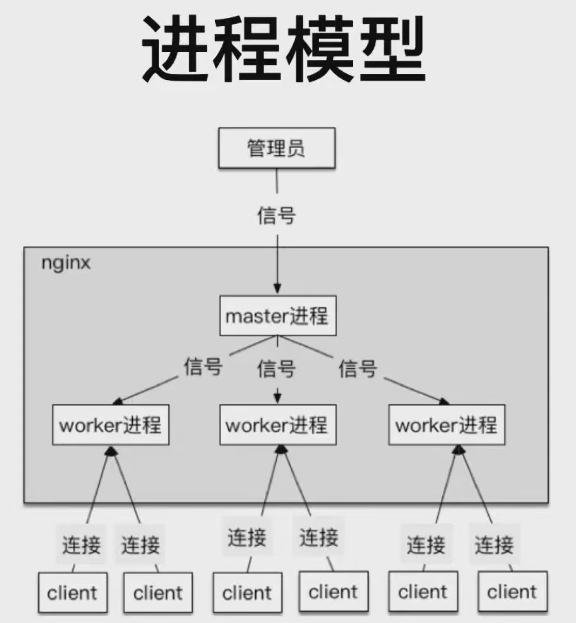 进程模型
管理员
信号
nginx
master进程
信号 信号 信号
worker进程 worker进程 worker进程
连接 连接 连接 连接 连接 连接
client client client client client client